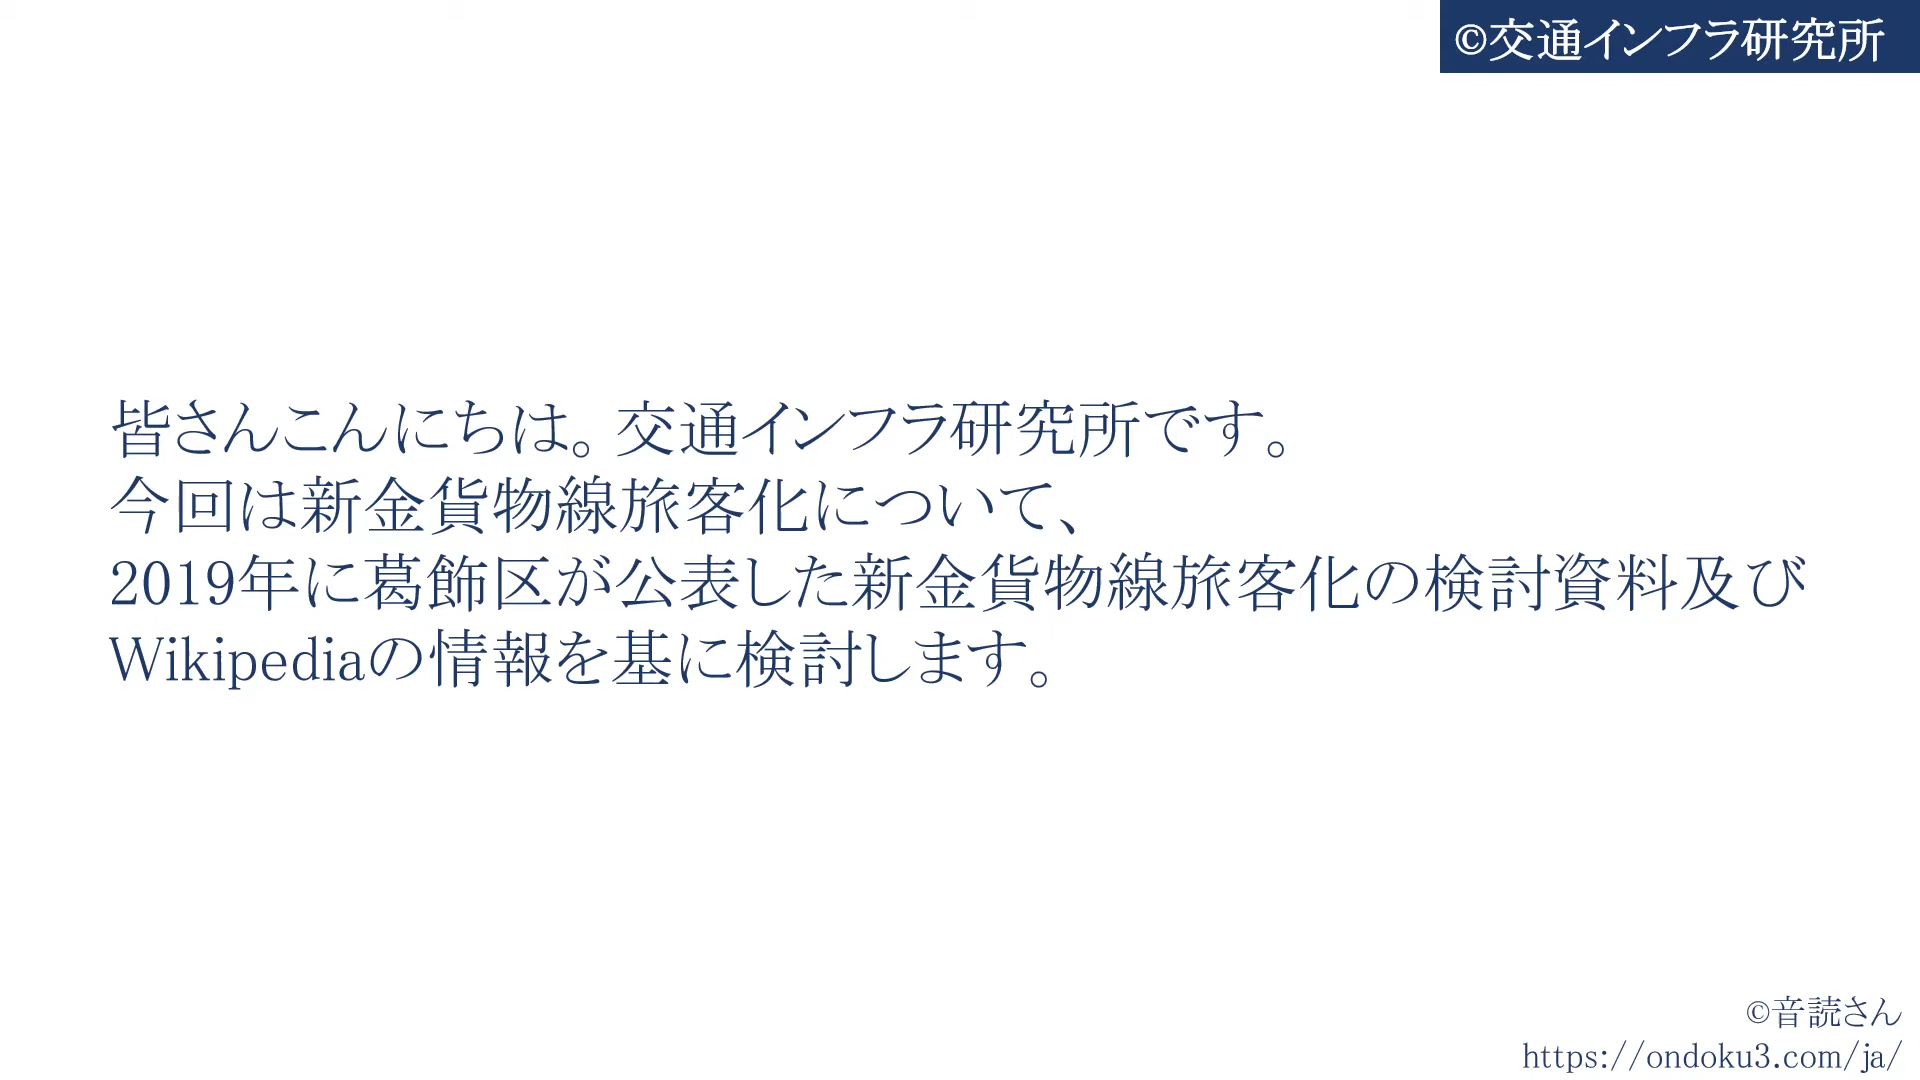 ©交通インフラ研究所
皆さんこんにちは。交通インフラ研究所です。
今回は新金貨物線旅客化について、
2019年に葛飾区が公表した新金貨物線旅客化の検討資料及び
Wikipediaの情報を基に検討します。
©音読さん
https://ondoku3.com/ja/